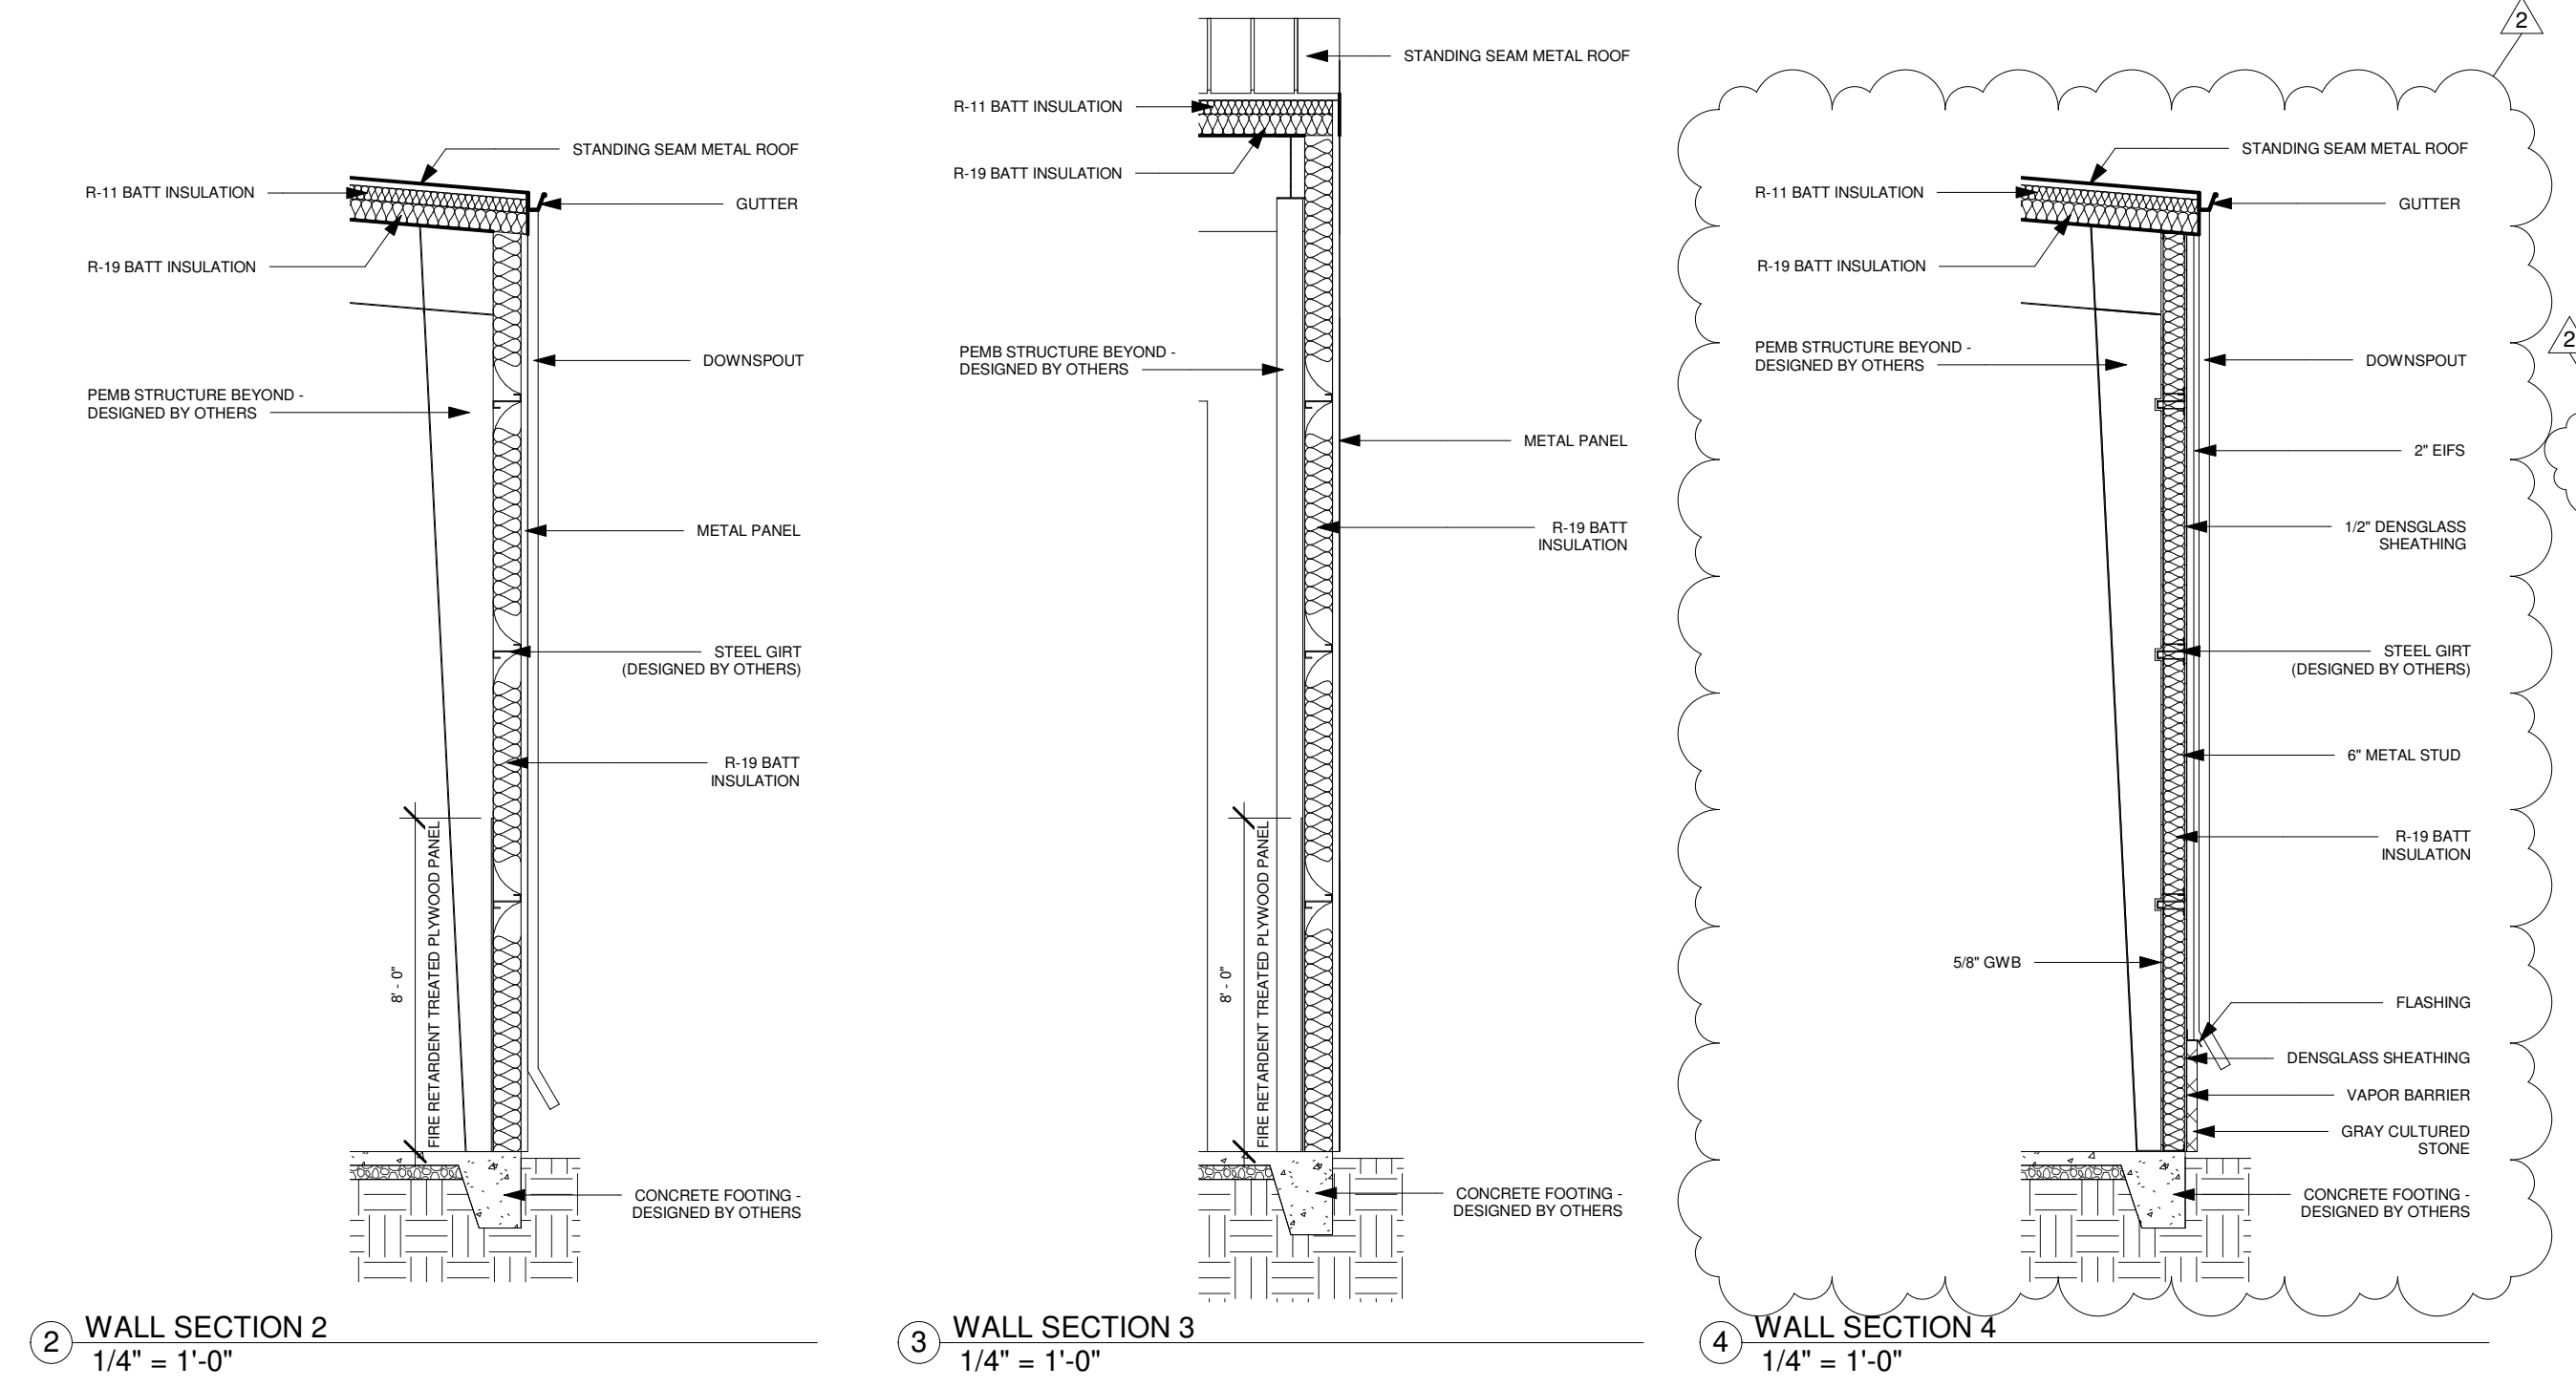 STANDING SEAM METAL ROOF
R-11 BATT INSULATION
GUTTER
R-19 BATT INSULATION
DOWNSPOUT
PEMB STRUCTURE BEYOND -
DESIGNED BY OTHERS
METAL PANEL
STEEL GIRT
(DESIGNED BY OTHERS)
R-19 BATT
INSULATION
8' - 0"
FIRE RETARDENT TREATED PLYWOOD PANEL
CONCRETE FOOTING -
DESIGNED BY OTHERS
2
WALL SECTION 2
1/4" = 1'-0"
STANDING SEAM METAL ROOF
R-11 BATT INSULATION
R-19 BATT INSULATION
PEMB STRUCTURE BEYOND -
DESIGNED BY OTHERS
METAL PANEL
R-19 BATT
INSULATION
8' - 0"
FIRE RETARDENT TREATED PLYWOOD PANEL
CONCRETE FOOTING -
DESIGNED BY OTHERS
3
WALL SECTION 3
1/4" = 1'-0"
2
STANDING SEAM METAL ROOF
R-11 BATT INSULATION
GUTTER
R-19 BATT INSULATION
2
PEMB STRUCTURE BEYOND -
DESIGNED BY OTHERS
DOWNSPOUT
2" EIFS
1/2" DENSGLASS
SHEATHING
STEEL GIRT
(DESIGNED BY OTHERS)
6" METAL STUD
R-19 BATT
INSULATION
5/8" GWB
FLASHING
DENSGLASS SHEATHING
VAPOR BARRIER
GRAY CULTURED
STONE
CONCRETE FOOTING -
DESIGNED BY OTHERS
4
WALL SECTION 4
1/4" = 1'-0"